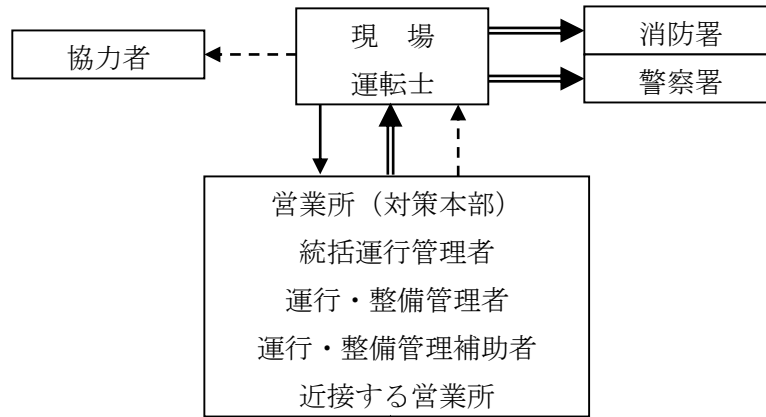 現　場
運転士
消防署
警察署
協力者
営業所（対策本部）
統括運行管理者
運行・整備管理者
運行・整備管理補助者
近接する営業所